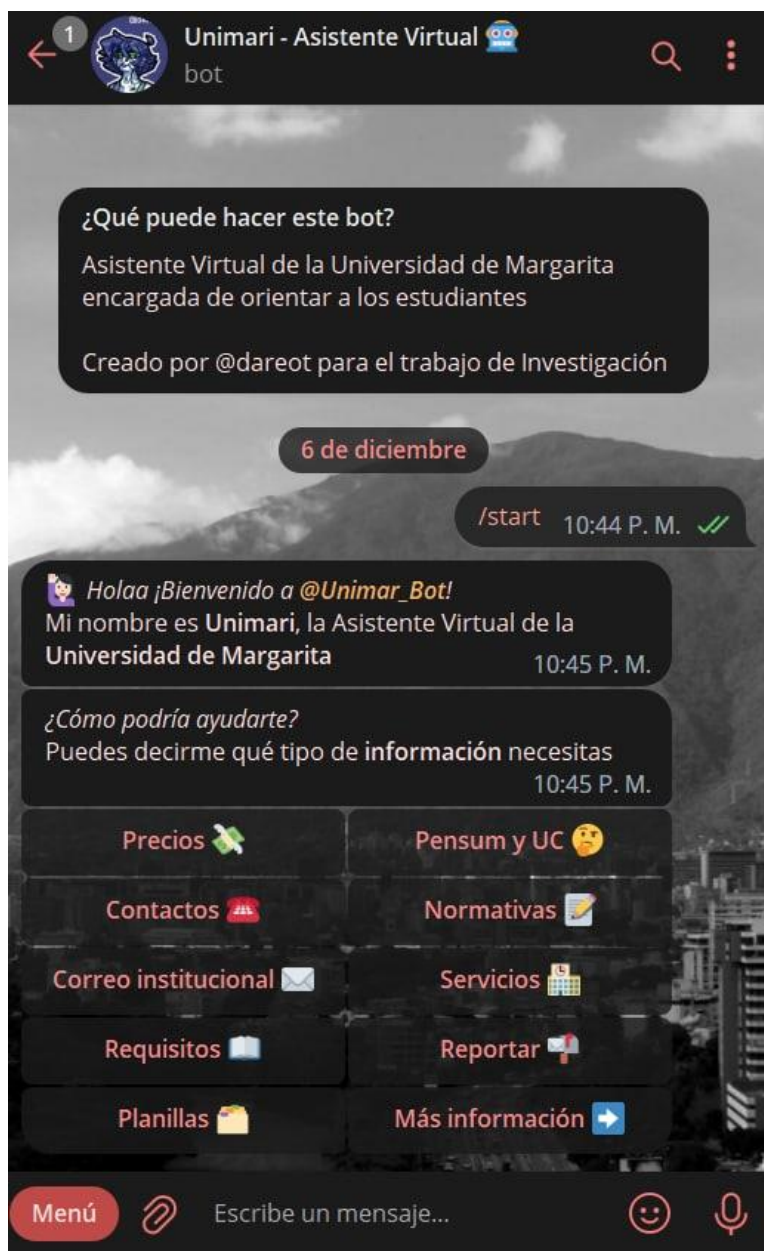 1
Unimari - Asistente Virtual
bot
¿Qué puede hacer este bot?
Asistente Virtual de la Universidad de Margarita
encargada de orientar a los estudiantes
Creado por @dareot para el trabajo de Investigación
6 de diciembre
/start 10:44 P. M.
Holaa ¡Bienvenido a @Unimar_Bot!
Mi nombre es Unimari, la Asistente Virtual de la
Universidad de Margarita
10:45 P. M.
¿Cómo podría ayudarte?
Puedes decirme qué tipo de información necesitas
10:45 P. M.
Precios
Pensum y UC
Contactos
Normativas
Correo institucional
Servicios
Requisitos
Reportar
Planillas
Más información
Menú
Escribe un mensaje...